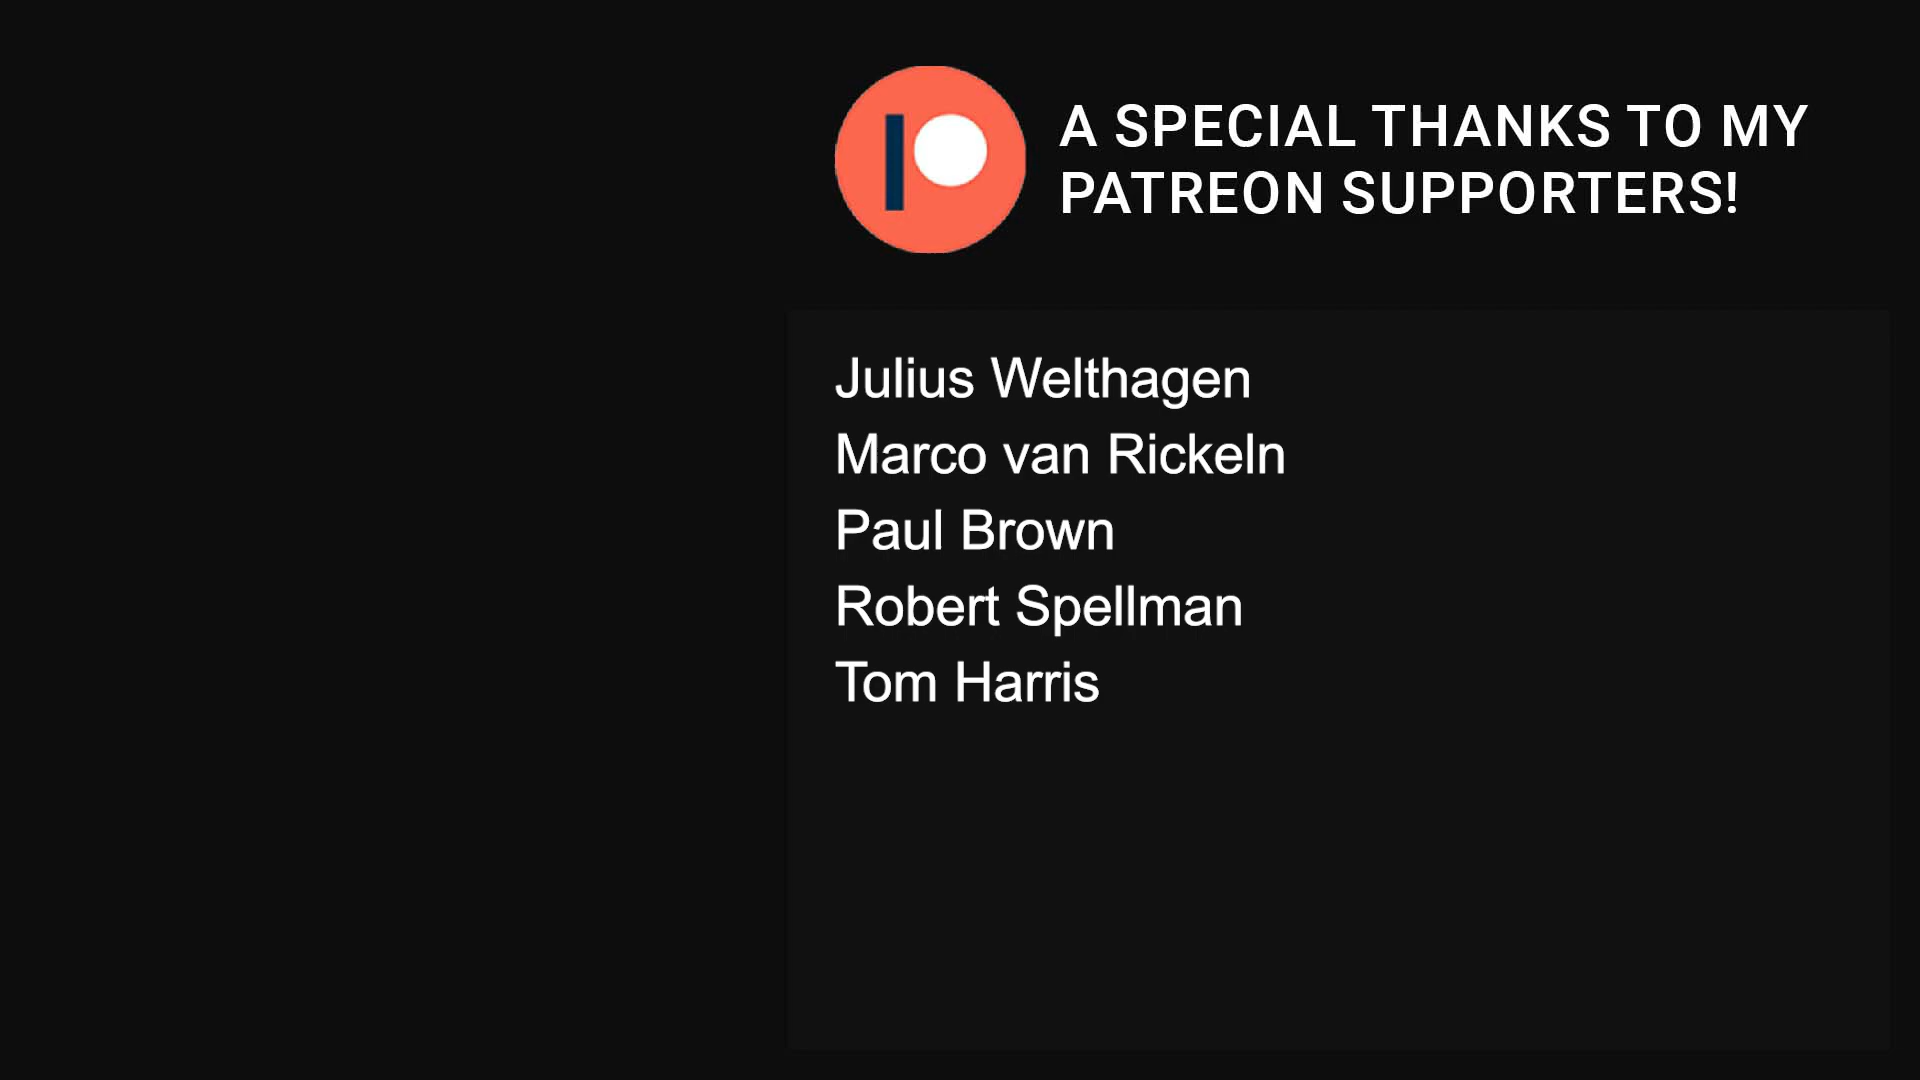 A SPECIAL THANKS TO MY
PATREON SUPPORTERS!
Julius Welthagen
Marco van Rickeln
Paul Brown
Robert Spellman
Tom Harris